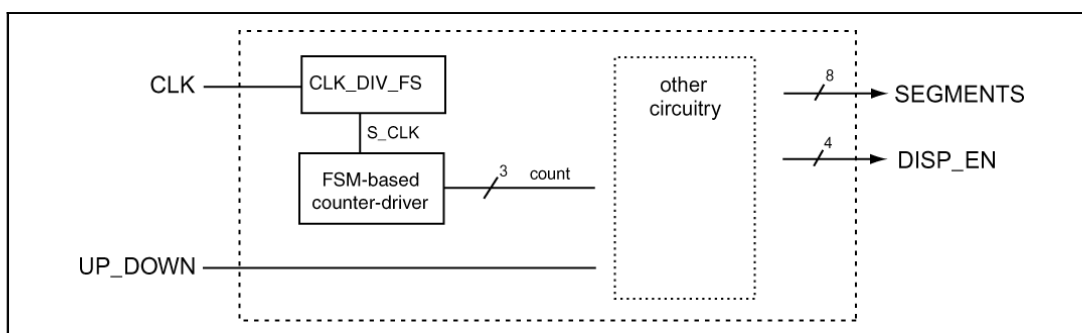 CLK
CLK_DIV_FS
S_CLK
FSM-based
counter-driver
3
count
UP_DOWN
other
circuitry
8
SEGMENTS
4
DISP_EN